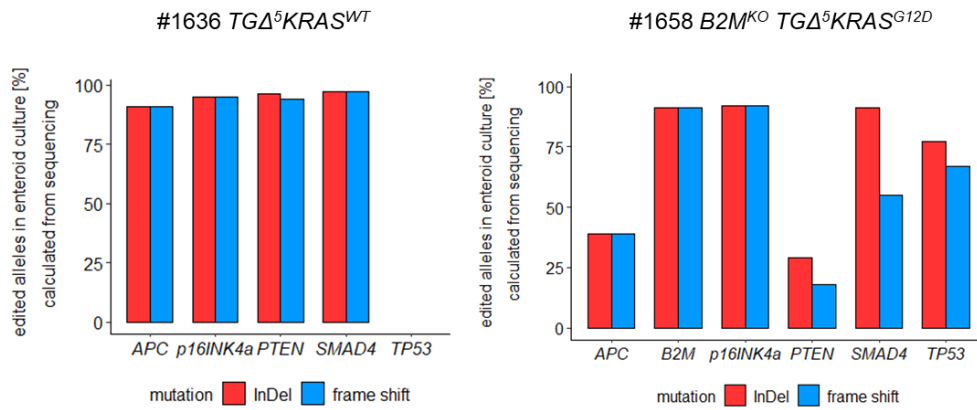 #1636 TGΔ⁵KRASᵂᵀ
edited alleles in enteroid culture [%]
calculated from sequencing
100
75
50
25
0
APC p16INK4a PTEN SMAD4 TP53
mutation InDel frame shift
#1658 B2Mᴷᴼ TGΔ⁵KRASᴳ¹²ᴰ
edited alleles in enteroid culture [%]
calculated from sequencing
100
75
50
25
0
APC B2M p16INK4a PTEN SMAD4 TP53
mutation InDel frame shift